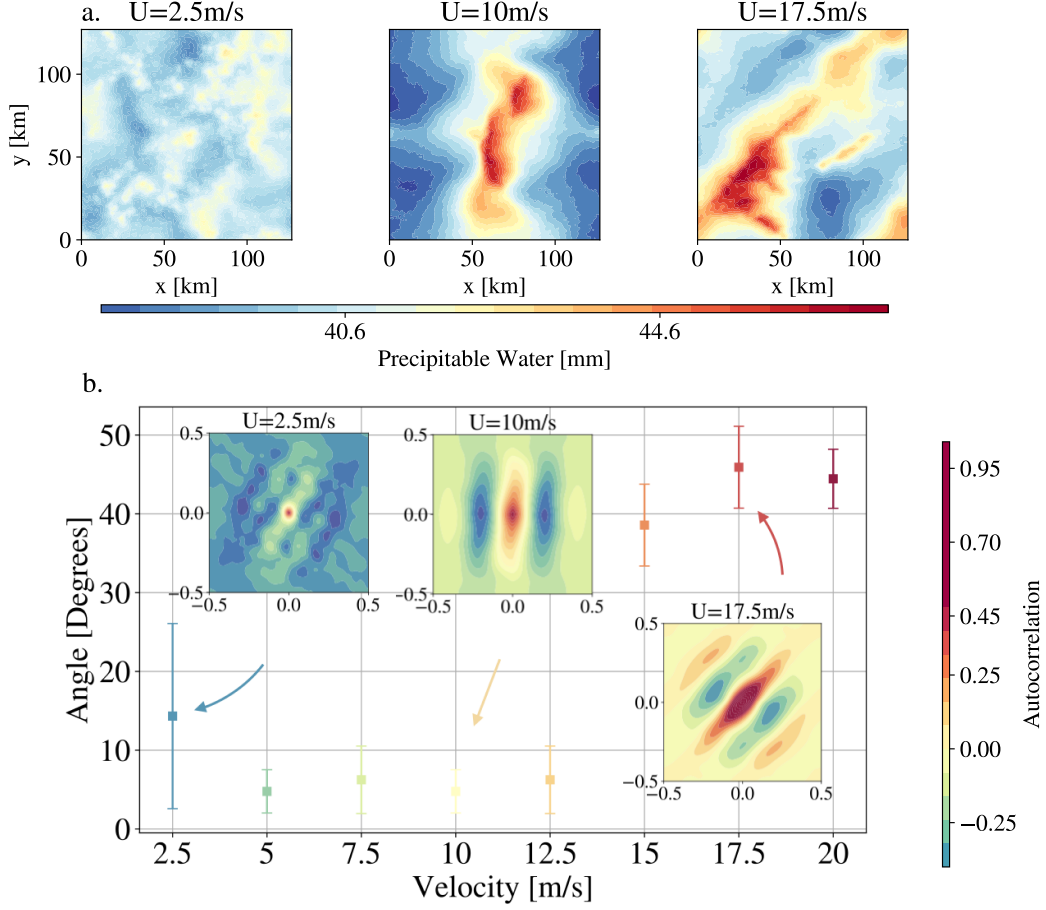 a.
U=2.5m/s U=10m/s U=17.5m/s
100
50
0
y [km]
0 50 100 0 50 100 0 50 100
x [km] x [km] x [km]
40.6 44.6
Precipitable Water [mm]
b.
50
40
30
20
10
0
Angle [Degrees]
U=2.5m/s
0.5
0.0
−0.5
−0.5 0.0 0.5
U=10m/s
0.5
0.0
−0.5
−0.5 0.0 0.5
U=17.5m/s
0.5
0.0
−0.5
−0.5 0.0 0.5
2.5 5 7.5 10 12.5 15 17.5 20
Velocity [m/s]
0.95
0.70
0.45
0.25
0.00
−0.25
Autocorrelation